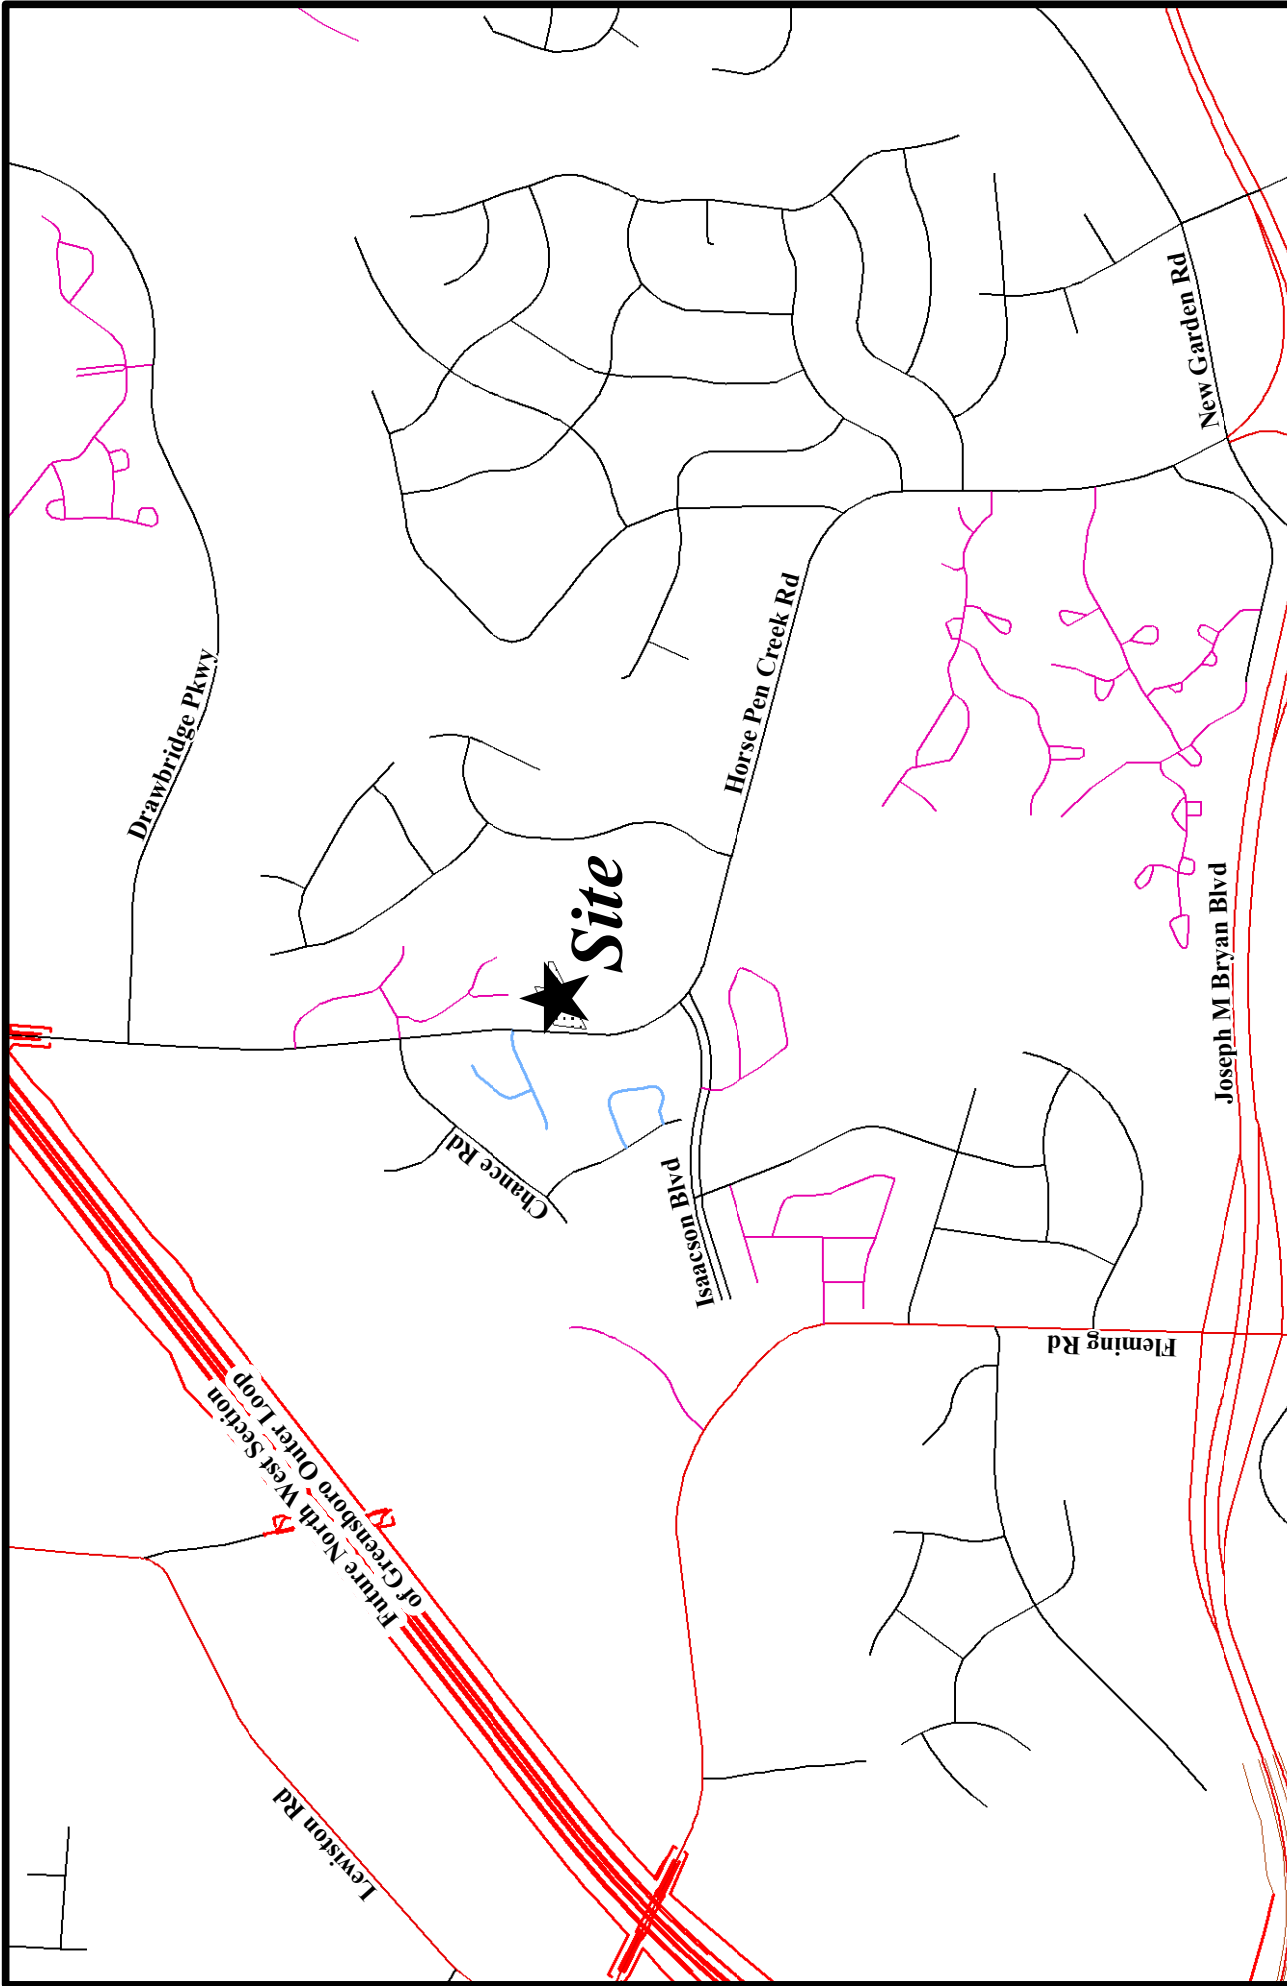 New Garden Rd
Horse Pen Creek Rd
Drawbridge Pkwy
Site
Joseph M Bryan Blvd
Chance Rd
Isaacson Blvd
Fleming Rd
Future North West Section
of Greensboro Outer Loop
Lewiston Rd